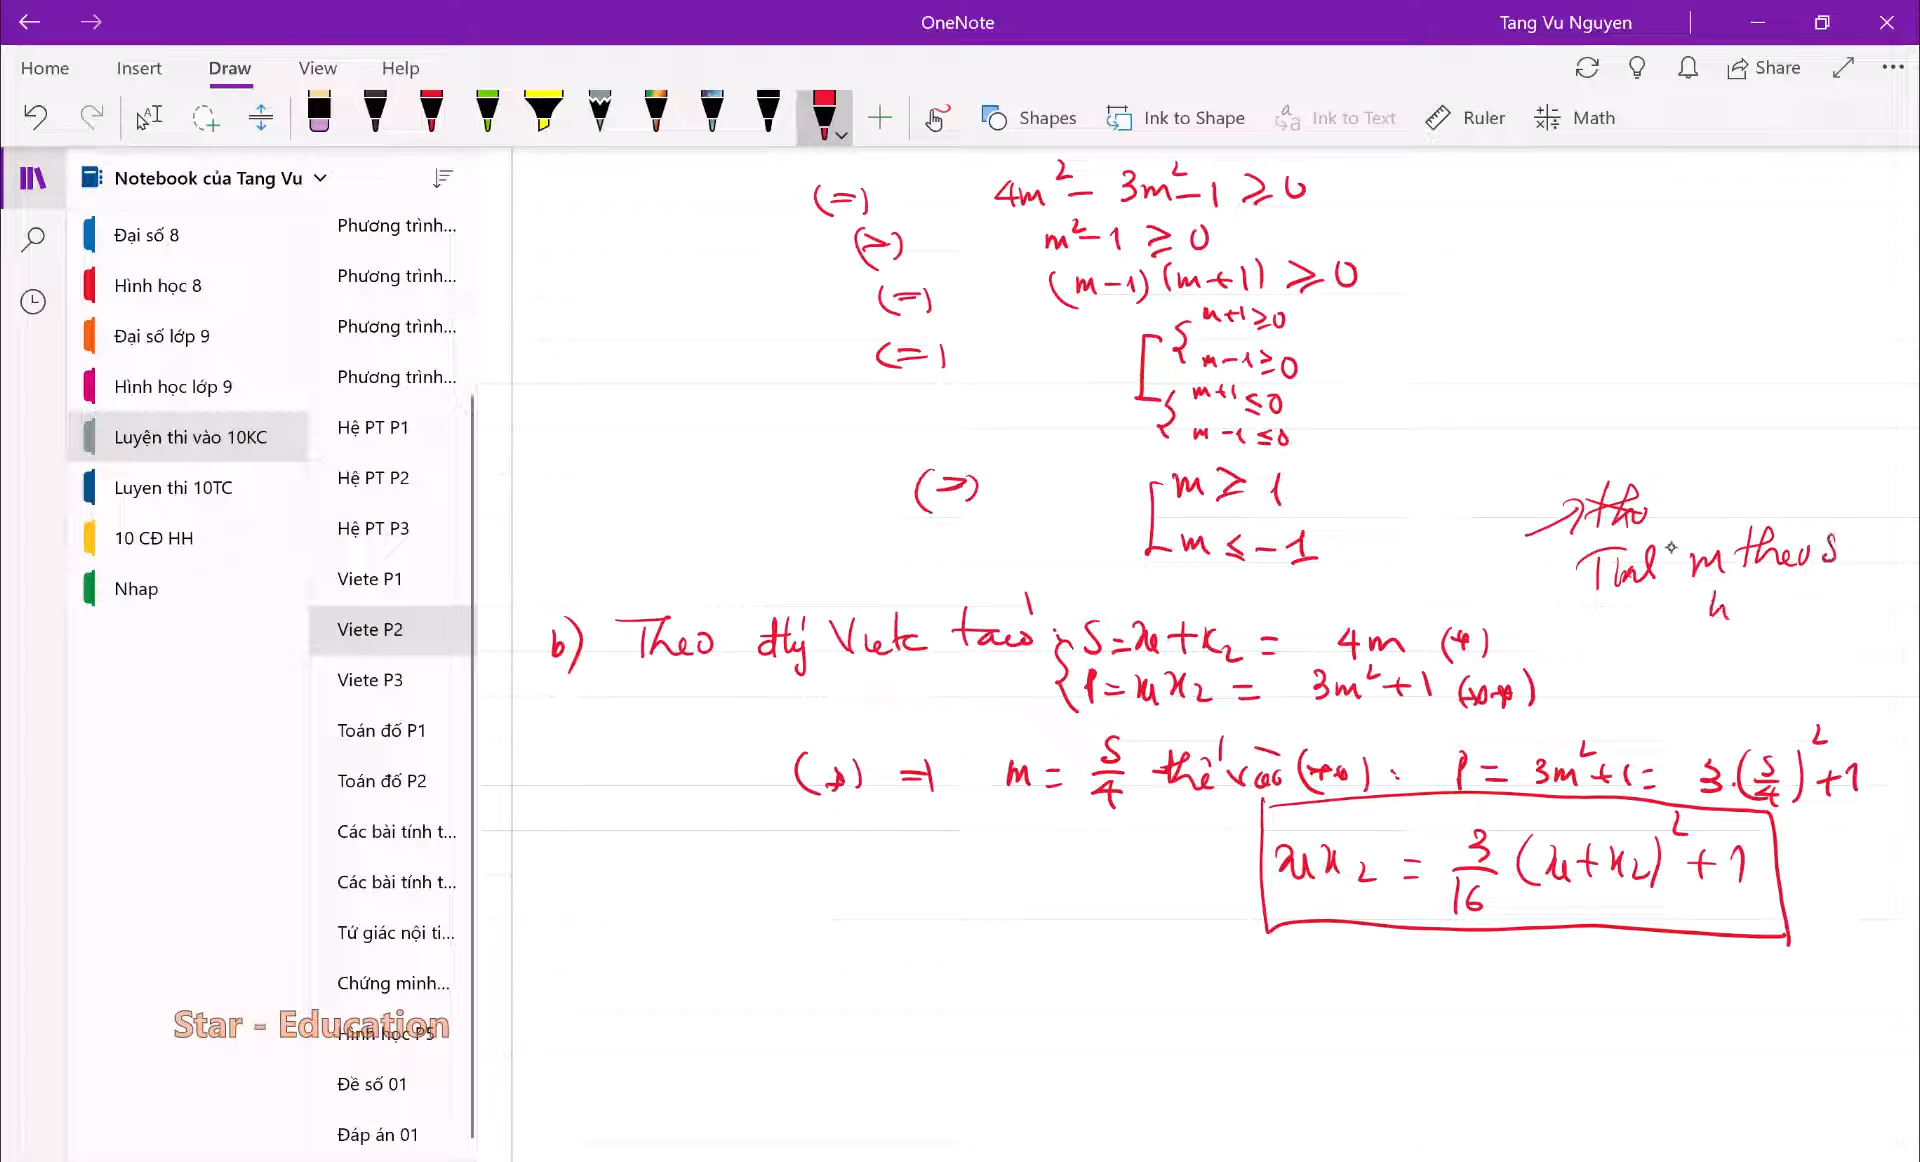 OneNote
Tang Vu Nguyen
Home Insert Draw View Help
Share
Shapes Ink to Shape Ink to Text Ruler Math
Notebook của Tang Vu
Đại số 8
Hình học 8
Đại số lớp 9
Hình học lớp 9
Luyện thi vào 10KC
Luyen thi 10TC
10 CĐ HH
Nhap
Phương trình...
Phương trình...
Phương trình...
Phương trình...
Hệ PT P1
Hệ PT P2
Hệ PT P3
Viete P1
Viete P2
Viete P3
Toán đố P1
Toán đố P2
Các bài tính t...
Các bài tính t...
Tứ giác nội ti...
Chứng minh...
Hình học P5
Đề số 01
Đáp án 01
Star - Education
(=) 4m² - 3m² - 1 ≥ 0
(=) m² - 1 ≥ 0
(=) (m-1)(m+1) ≥ 0
(=) [ { m+1 ≥ 0
m-1 ≥ 0
{ m+1 ≤ 0
m-1 ≤ 0
(=) [ m ≥ 1
m ≤ -1
m theo S
b) Theo đlý Viete ta có: { S = x₁ + x₂ = 4m (*)
P = x₁x₂ = 3m² + 1 (**)
(*) => m = S/4 thế vào (**): P = 3m² + 1 = 3.(S/4)² + 1
x₁x₂ = 3/16 (x₁+x₂)² + 1